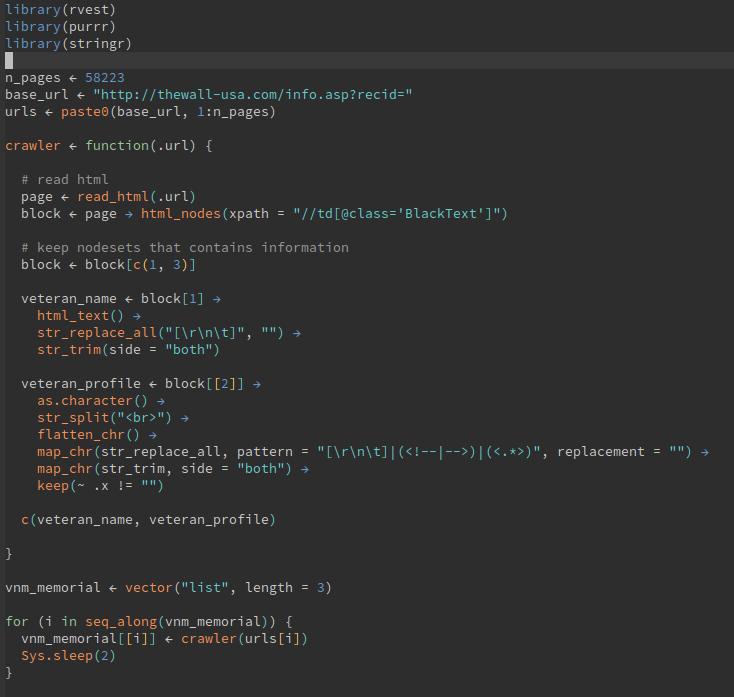 library(rvest)
library(purrr)
library(stringr)
n_pages ← 58223
base_url ← "http://thewall-usa.com/info.asp?recid="
urls ← paste0(base_url, 1:n_pages)
crawler ← function(.url) {
# read html
page ← read_html(.url)
block ← page → html_nodes(xpath = "//td[@class='BlackText']")
# keep nodesets that contains information
block ← block[c(1, 3)]
veteran_name ← block[1] →
html_text() →
str_replace_all("[\r\n\t]", "") →
str_trim(side = "both")
veteran_profile ← block[[2]] →
as.character() →
str_split("<br>") →
flatten_chr() →
map_chr(str_replace_all, pattern = "[\r\n\t]|(<!--|-->)|(<.*>)", replacement = "") →
map_chr(str_trim, side = "both") →
keep(~ .x != "")
c(veteran_name, veteran_profile)
}
vnm_memorial ← vector("list", length = 3)
for (i in seq_along(vnm_memorial)) {
vnm_memorial[[i]] ← crawler(urls[i])
Sys.sleep(2)
}